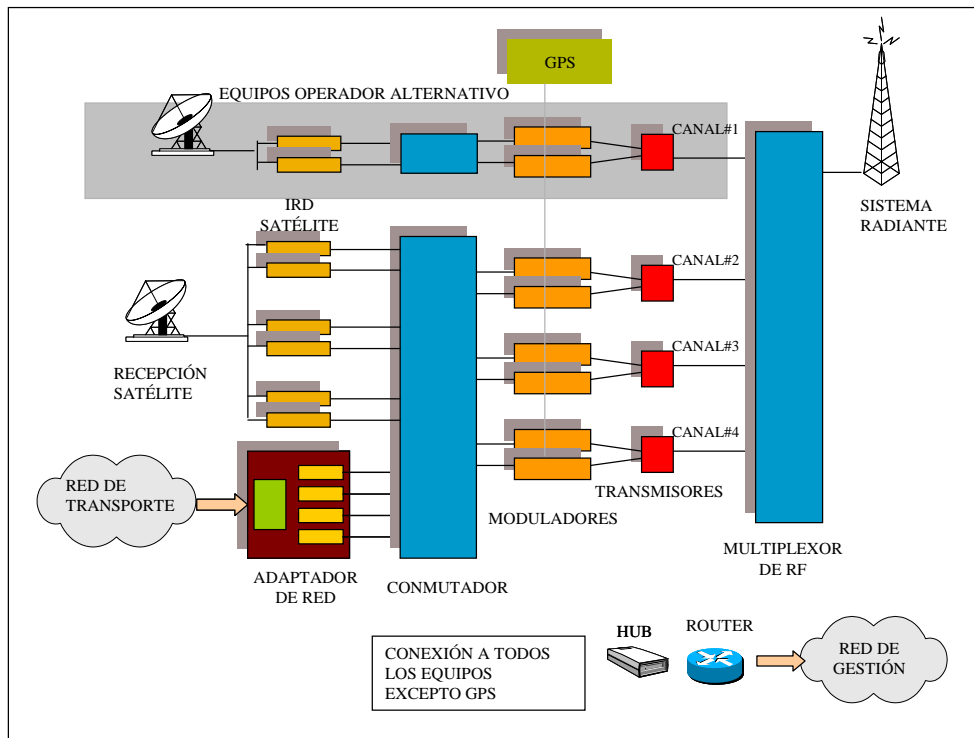 GPS
EQUIPOS OPERADOR ALTERNATIVO
CANAL#1
IRD
SATÉLITE
SISTEMA
RADIANTE
CANAL#2
RECEPCIÓN
SATÉLITE
CANAL#3
CANAL#4
RED DE
TRANSPORTE
TRANSMISORES
MODULADORES
ADAPTADOR
DE RED
CONMUTADOR
MULTIPLEXOR
DE RF
CONEXIÓN A TODOS
LOS EQUIPOS
EXCEPTO GPS
HUB
ROUTER
RED DE
GESTIÓN